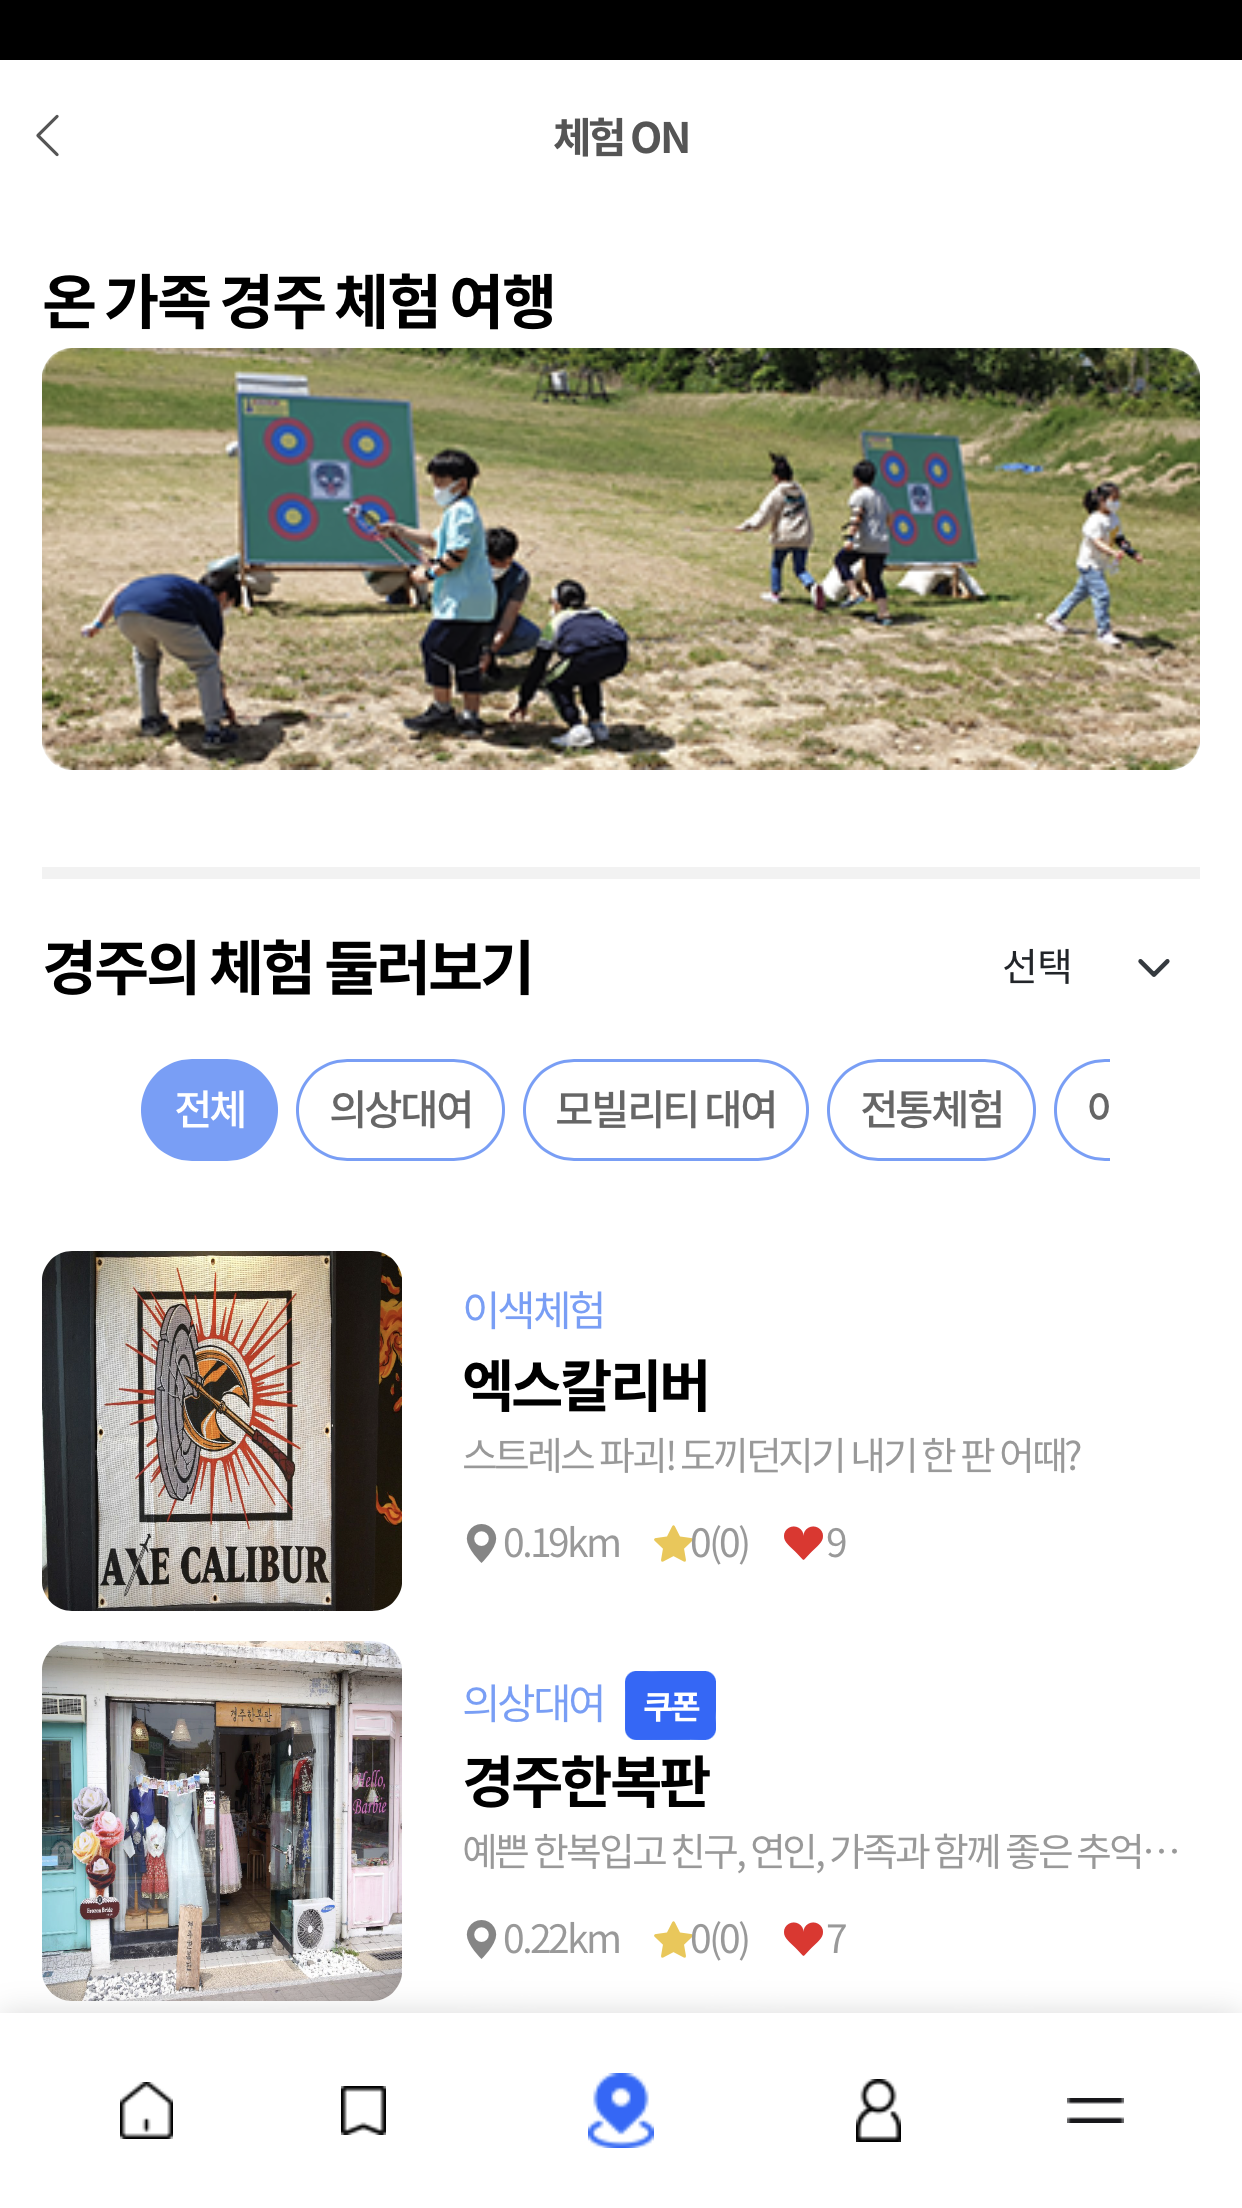 체험 ON
온 가족 경주 체험 여행
경주의 체험 둘러보기
선택
전체
의상대여
모빌리티 대여
전통체험
이색체험
엑스칼리버
스트레스 파괴! 도끼던지기 내기 한 판 어때?
0.19km
0(0)
9
AXE CALIBUR
의상대여
쿠폰
경주한복판
예쁜 한복입고 친구, 연인, 가족과 함께 좋은 추억…
0.22km
0(0)
7
경주한복판
Hello,
Barbie
경주한복판